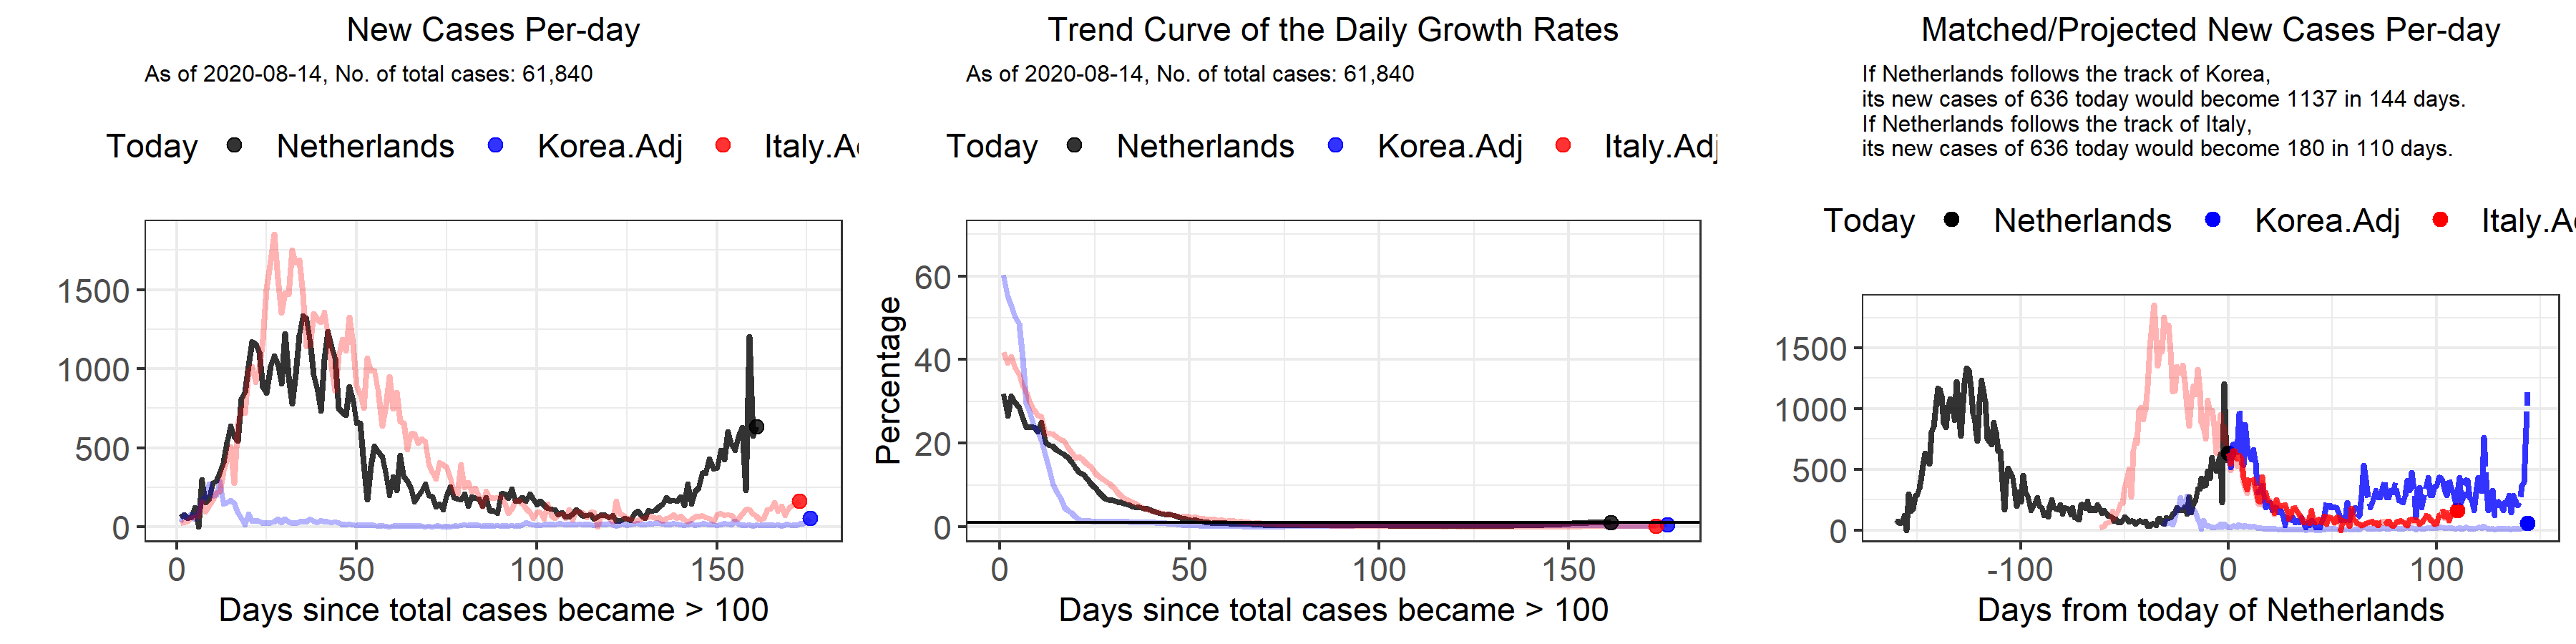 New Cases Per-day
As of 2020-08-14, No. of total cases: 61,840
Today Netherlands Korea.Adj Italy.A
1500
1000
500
0
0 50 100 150
Days since total cases became > 100
Trend Curve of the Daily Growth Rates
As of 2020-08-14, No. of total cases: 61,840
Today Netherlands Korea.Adj Italy.Adj
Percentage
60
40
20
0
0 50 100 150
Days since total cases became > 100
Matched/Projected New Cases Per-day
If Netherlands follows the track of Korea,
its new cases of 636 today would become 1137 in 144 days.
If Netherlands follows the track of Italy,
its new cases of 636 today would become 180 in 110 days.
Today Netherlands Korea.Adj Italy.A
1500
1000
500
0
-100 0 100
Days from today of Netherlands